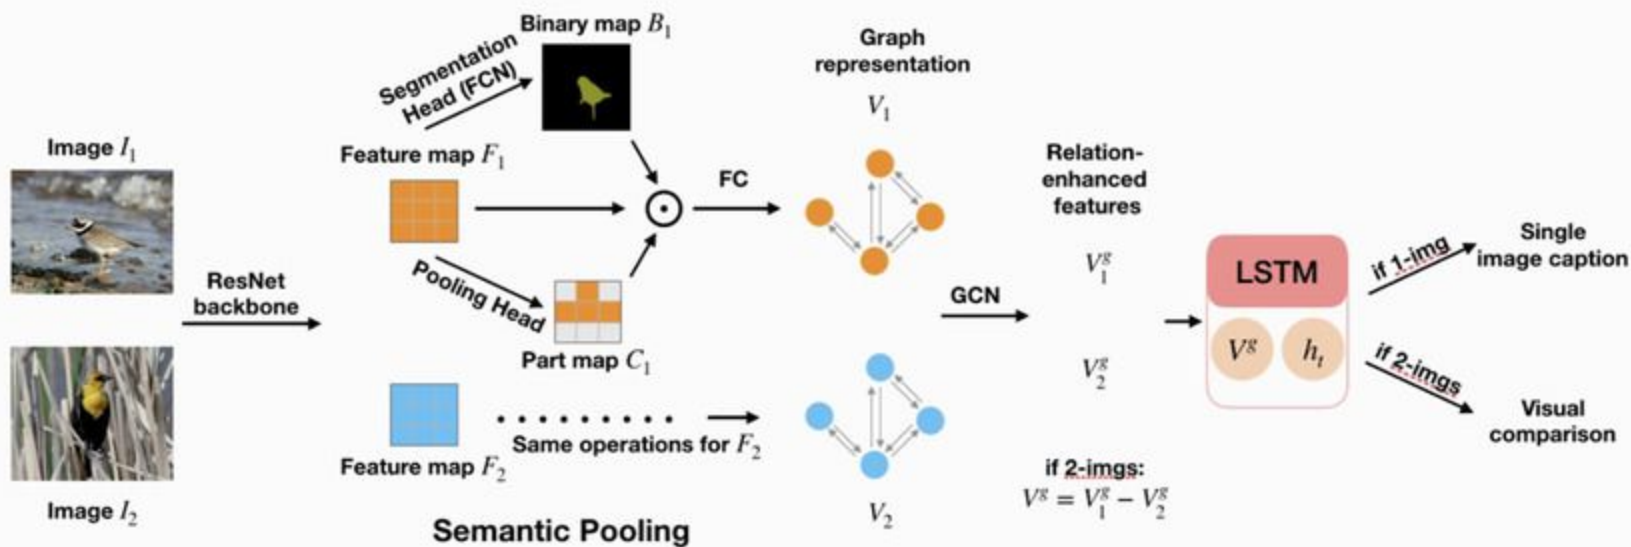 Image I₁
Image I₂
ResNet
backbone
Segmentation
Head (FCN)
Binary map B₁
Feature map F₁
Pooling Head
Part map C₁
Feature map F₂
Same operations for F₂
Semantic Pooling
FC
Graph
representation
V₁
V₂
GCN
Relation-
enhanced
features
V₁ᵍ
V₂ᵍ
if 2-imgs:
Vᵍ = V₁ᵍ − V₂ᵍ
LSTM
Vᵍ
hₜ
if 1-img
Single
image caption
if 2-imgs
Visual
comparison